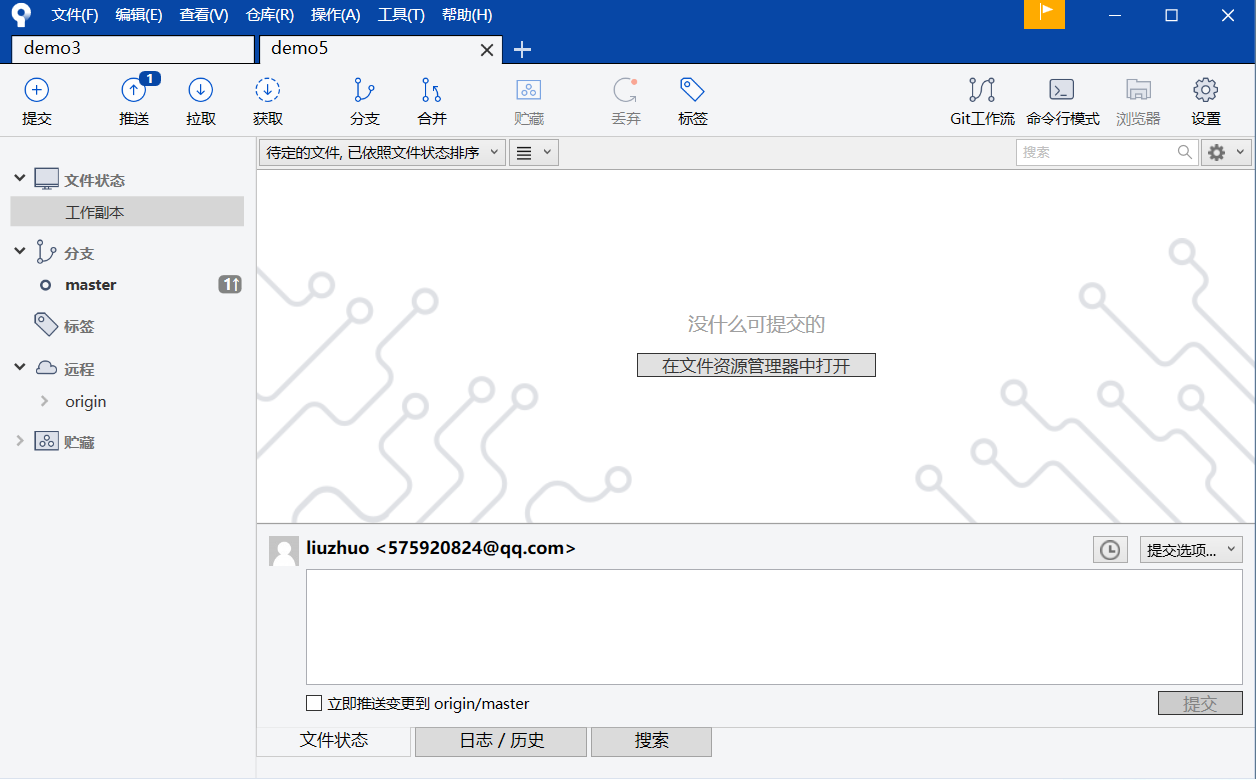 文件(F) 编辑(E) 查看(V) 仓库(R) 操作(A) 工具(T) 帮助(H)
demo3 demo5
1
提交 推送 拉取 获取 分支 合并 贮藏 丢弃 标签 Git工作流 命令行模式 浏览器 设置
待定的文件, 已依照文件状态排序 搜索
文件状态
工作副本
分支
master 1↑
标签
远程
origin
贮藏
没什么可提交的
在文件资源管理器中打开
liuzhuo <575920824@qq.com> 提交选项...
立即推送变更到 origin/master 提交
文件状态 日志 / 历史 搜索